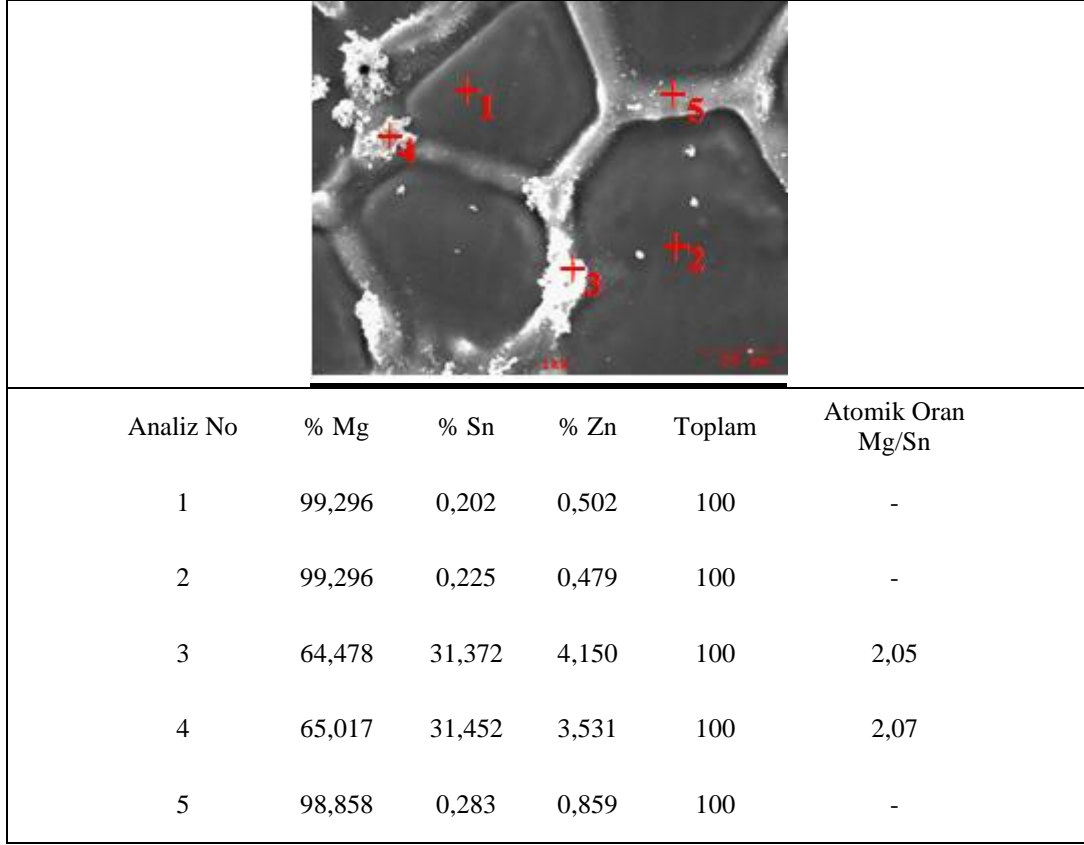 1
5
4
2
3
Analiz No % Mg % Sn % Zn Toplam Atomik Oran Mg/Sn
1 99,296 0,202 0,502 100 -
2 99,296 0,225 0,479 100 -
3 64,478 31,372 4,150 100 2,05
4 65,017 31,452 3,531 100 2,07
5 98,858 0,283 0,859 100 -